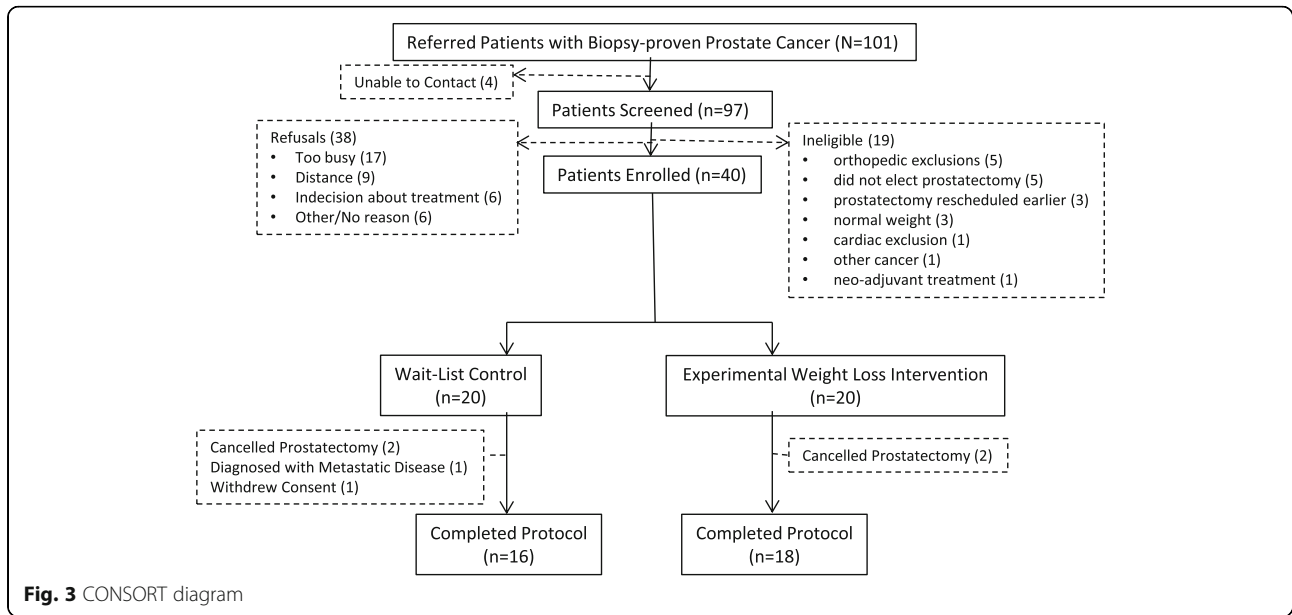 Referred Patients with Biopsy-proven Prostate Cancer (N=101)
Unable to Contact (4)
Patients Screened (n=97)
Refusals (38)
• Too busy (17)
• Distance (9)
• Indecision about treatment (6)
• Other/No reason (6)
Ineligible (19)
• orthopedic exclusions (5)
• did not elect prostatectomy (5)
• prostatectomy rescheduled earlier (3)
• normal weight (3)
• cardiac exclusion (1)
• other cancer (1)
• neo-adjuvant treatment (1)
Patients Enrolled (n=40)
Wait-List Control
(n=20)
Experimental Weight Loss Intervention
(n=20)
Cancelled Prostatectomy (2)
Diagnosed with Metastatic Disease (1)
Withdrew Consent (1)
Cancelled Prostatectomy (2)
Completed Protocol
(n=16)
Completed Protocol
(n=18)
Fig. 3 CONSORT diagram